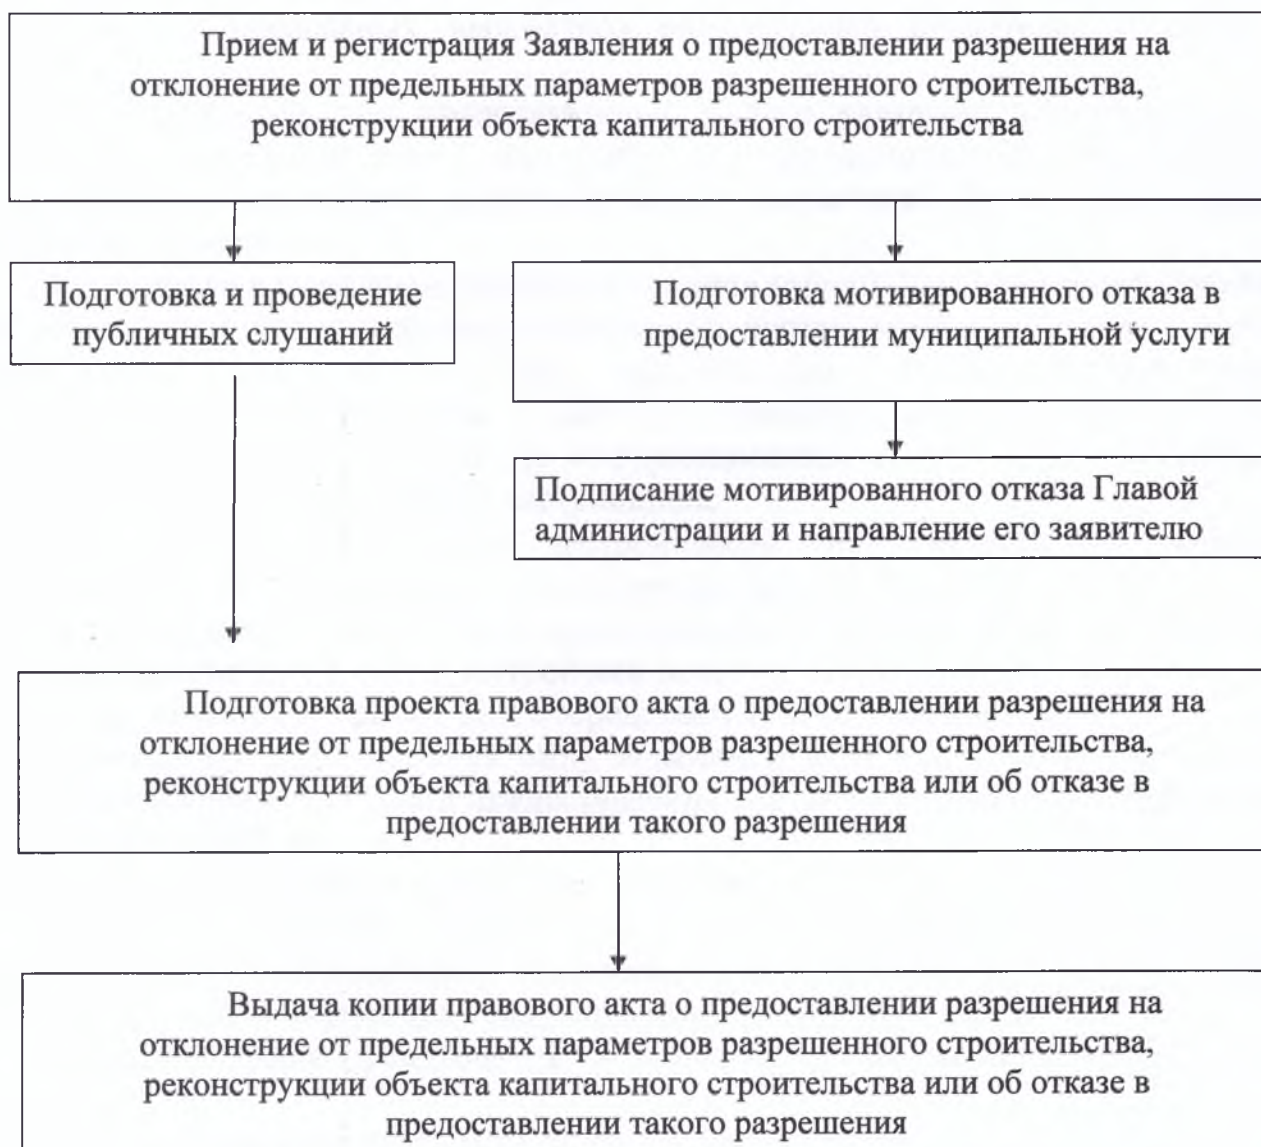 Прием и регистрация Заявления о предоставлении разрешения на
отклонение от предельных параметров разрешенного строительства,
реконструкции объекта капитального строительства
Подготовка и проведение
публичных слушаний
Подготовка мотивированного отказа в
предоставлении муниципальной услуги
Подписание мотивированного отказа Главой
администрации и направление его заявителю
Подготовка проекта правового акта о предоставлении разрешения на
отклонение от предельных параметров разрешенного строительства,
реконструкции объекта капитального строительства или об отказе в
предоставлении такого разрешения
Выдача копии правового акта о предоставлении разрешения на
отклонение от предельных параметров разрешенного строительства,
реконструкции объекта капитального строительства или об отказе в
предоставлении такого разрешения